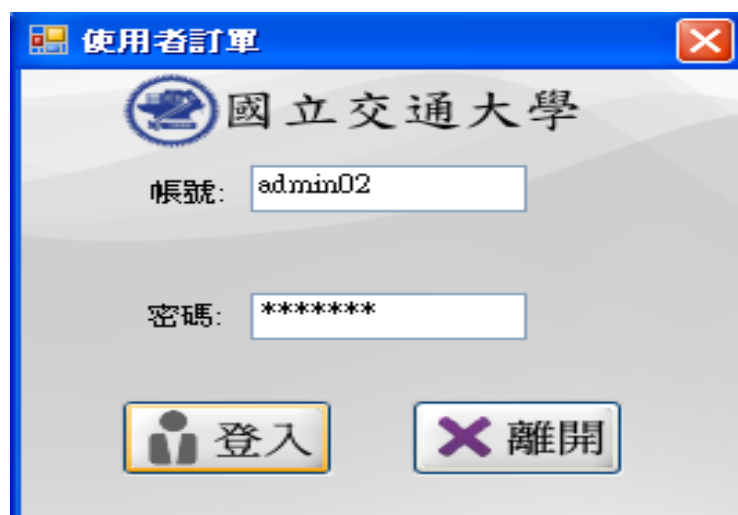 使用者訂單
國立交通大學
帳號: admin02
密碼: *******
登入 離開